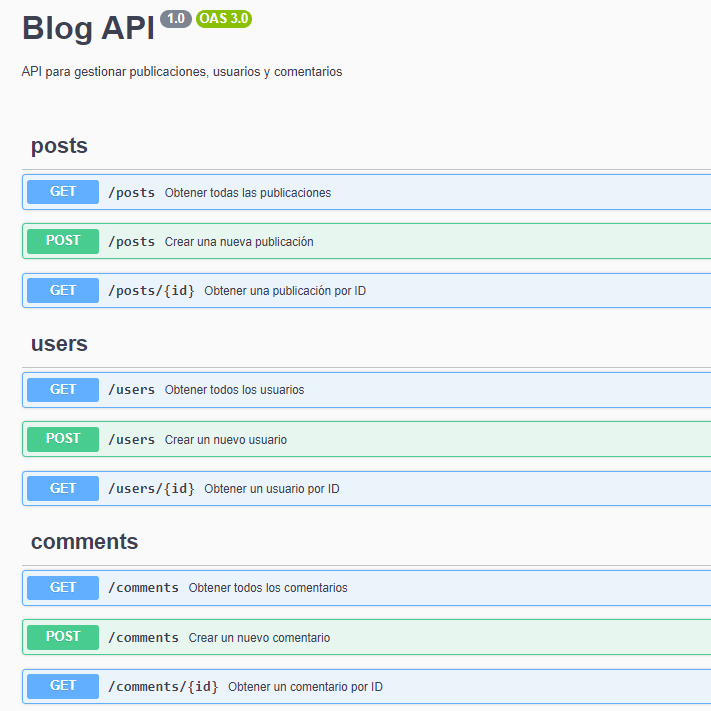 Blog API 1.0 OAS 3.0
API para gestionar publicaciones, usuarios y comentarios
posts
GET /posts Obtener todas las publicaciones
POST /posts Crear una nueva publicación
GET /posts/{id} Obtener una publicación por ID
users
GET /users Obtener todos los usuarios
POST /users Crear un nuevo usuario
GET /users/{id} Obtener un usuario por ID
comments
GET /comments Obtener todos los comentarios
POST /comments Crear un nuevo comentario
GET /comments/{id} Obtener un comentario por ID